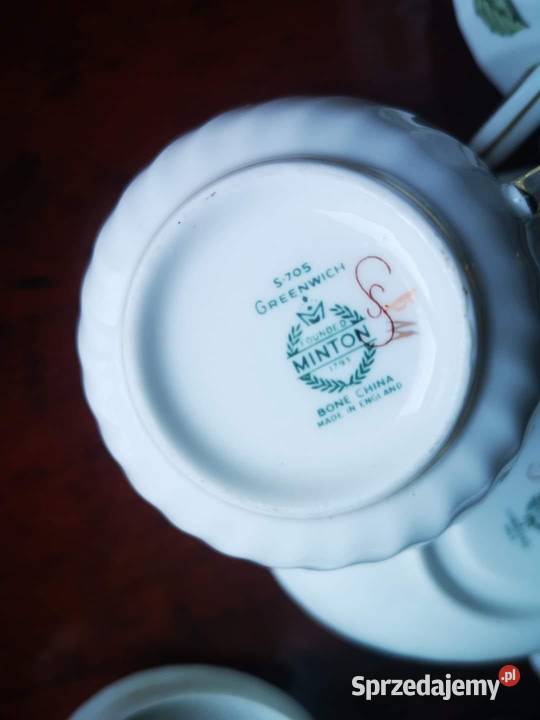 S-705
GREENWICH
FOUNDED
MINTON
1793
BONE CHINA
MADE IN ENGLAND
Sprzedajemy.pl